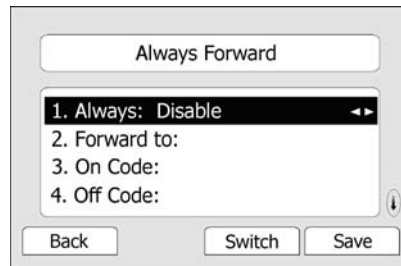 Always Forward
1. Always: Disable
2. Forward to:
3. On Code:
4. Off Code:
Back
Switch
Save